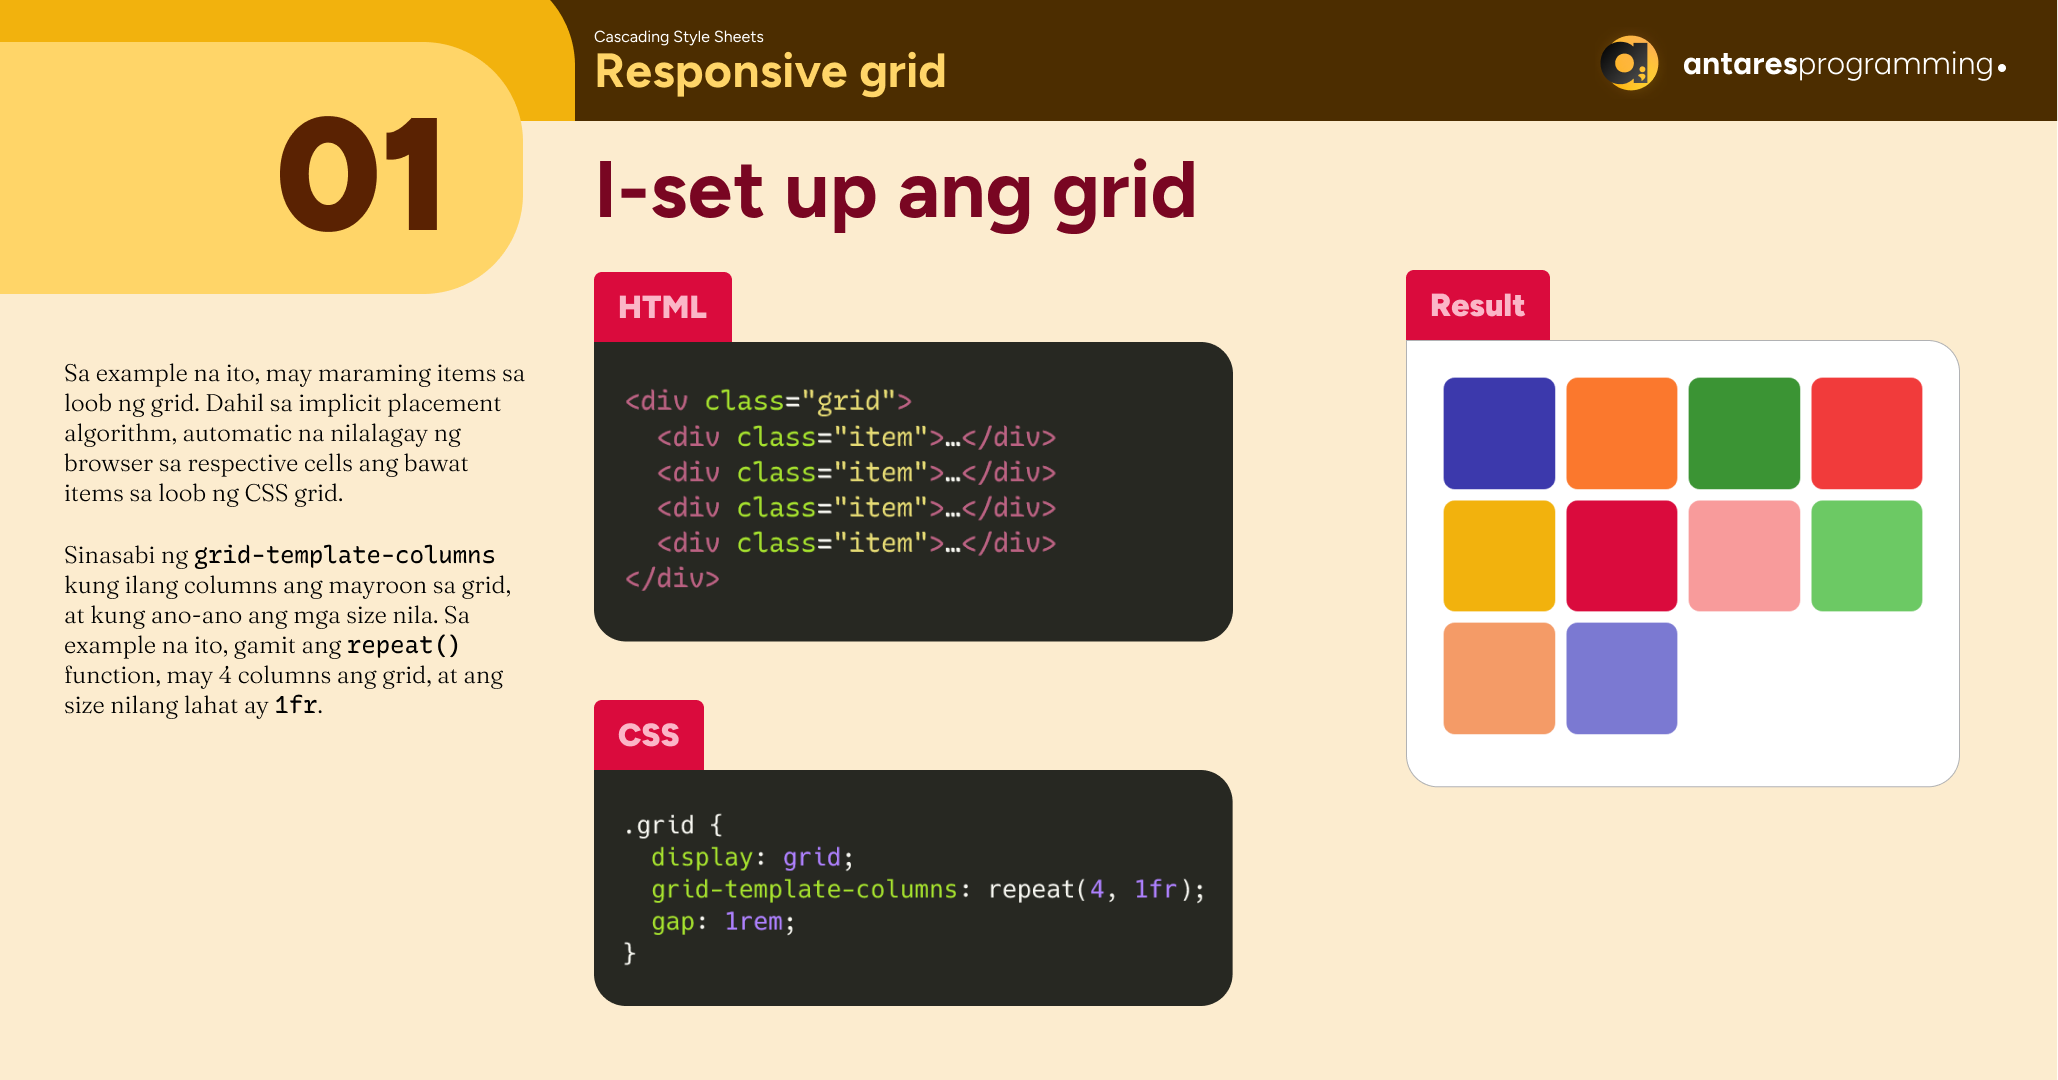 01
Cascading Style Sheets
Responsive grid
antaresprogramming.
I-set up ang grid
Sa example na ito, may maraming items sa
loob ng grid. Dahil sa implicit placement
algorithm, automatic na nilalagay ng
browser sa respective cells ang bawat
items sa loob ng CSS grid.
Sinasabi ng grid-template-columns
kung ilang columns ang mayroon sa grid,
at kung ano-ano ang mga size nila. Sa
example na ito, gamit ang repeat()
function, may 4 columns ang grid, at ang
size nilang lahat ay 1fr.
HTML
<div class="grid">
  <div class="item">…</div>
  <div class="item">…</div>
  <div class="item">…</div>
  <div class="item">…</div>
</div>
CSS
.grid {
  display: grid;
  grid-template-columns: repeat(4, 1fr);
  gap: 1rem;
}
Result